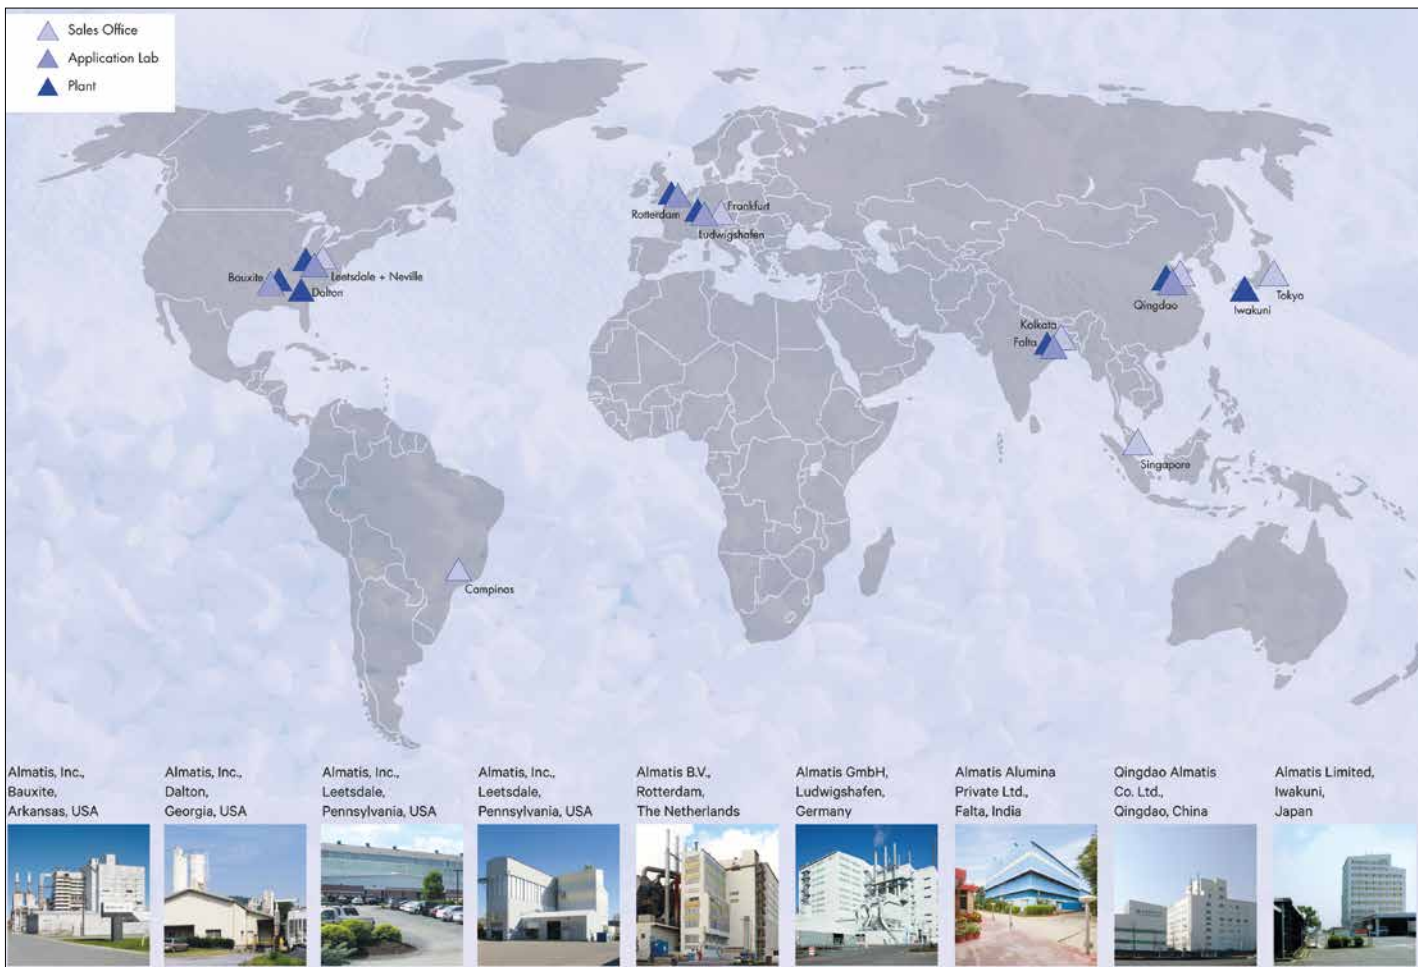 Sales Office
Application Lab
Plant
Rotterdam
Frankfurt
Ludwigshafen
Bauxite
Leetsdale + Neville
Dalton
Qingdao
Iwakuni
Tokyo
Kolkata
Falta
Singapore
Campinas
Almatis, Inc.,
Bauxite,
Arkansas, USA
Almatis, Inc.,
Dalton,
Georgia, USA
Almatis, Inc.,
Leetsdale,
Pennsylvania, USA
Almatis, Inc.,
Leetsdale,
Pennsylvania, USA
Almatis B.V.,
Rotterdam,
The Netherlands
Almatis GmbH,
Ludwigshafen,
Germany
Almatis Alumina
Private Ltd.,
Falta, India
Qingdao Almatis
Co. Ltd.,
Qingdao, China
Almatis Limited,
Iwakuni,
Japan